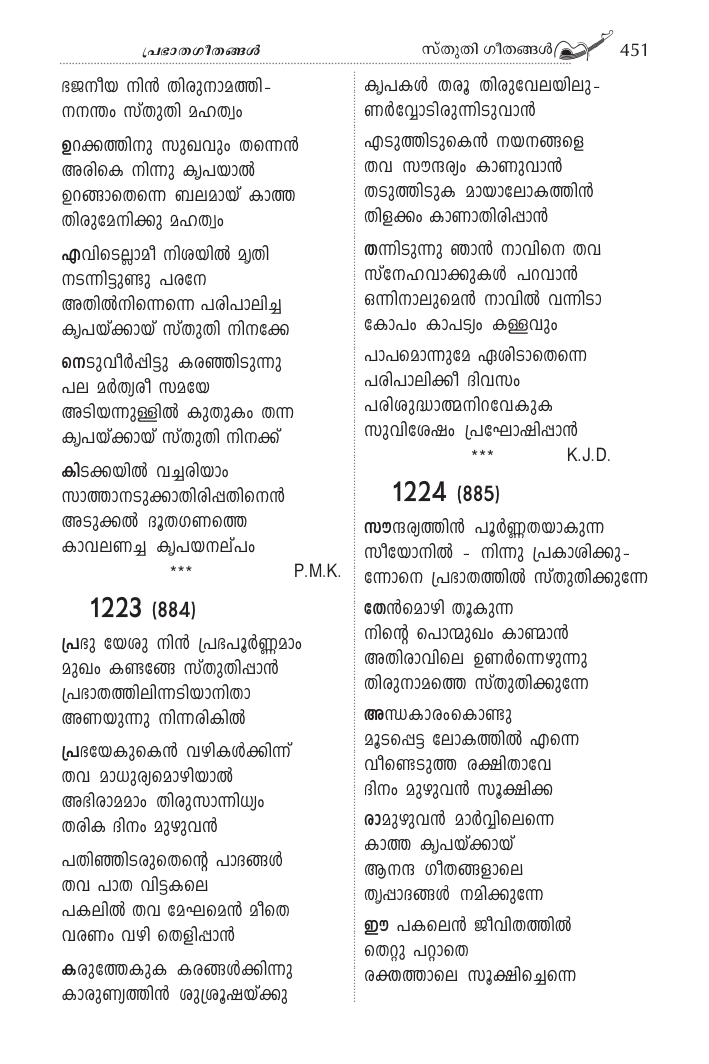 പ്രഭാതഗീതങ്ങൾ
സ്തുതി ഗീതങ്ങൾ 451
ഭജനീയ നിൻ തിരുനാമത്തി-
നനന്തം സ്തുതി മഹത്വം
ഉറക്കത്തിനു സുഖവും തന്നെൻ
അരികെ നിന്നു കൃപയാൽ
ഉറങ്ങാതെന്നെ ബലമായ് കാത്ത
തിരുമേനിക്കു മഹത്വം
എവിടെല്ലാമീ നിശയിൽ മൃതി
നടന്നിട്ടുണ്ടു പരനേ
അതിൽനിന്നെന്നെ പരിപാലിച്ച
കൃപയ്ക്കായ് സ്തുതി നിനക്കേ
നെടുവീർപ്പിട്ടു കരഞ്ഞിടുന്നു
പല മർത്യരീ സമയേ
അടിയന്നുള്ളിൽ കുതുകം തന്ന
കൃപയ്ക്കായ് സ്തുതി നിനക്ക്
കിടക്കയിൽ വച്ചരിയാം
സാത്താനടുക്കാതിരിപ്പതിനെൻ
അടുക്കൽ ദൂതഗണത്തെ
കാവലണച്ച കൃപയനല്പം
*** P.M.K.
1223 (884)
പ്രഭു യേശു നിൻ പ്രഭപൂർണ്ണമാം
മുഖം കണ്ടങ്ങേ സ്തുതിപ്പാൻ
പ്രഭാതത്തിലിന്നടിയാനിതാ
അണയുന്നു നിന്നരികിൽ
പ്രഭയേകുകെൻ വഴികൾക്കിന്ന്
തവ മാധുര്യമൊഴിയാൽ
അഭിരാമമാം തിരുസാന്നിധ്യം
തരിക ദിനം മുഴുവൻ
പതിഞ്ഞിടരുതെന്റെ പാദങ്ങൾ
തവ പാത വിട്ടകലെ
പകലിൽ തവ മേഘമെൻ മീതെ
വരണം വഴി തെളിപ്പാൻ
കരുത്തേകുക കരങ്ങൾക്കിന്നു
കാരുണ്യത്തിൻ ശുശ്രൂഷയ്ക്കു
കൃപകൾ തരൂ തിരുവേലയിലു-
ണർവ്വോടിരുന്നിടുവാൻ
എടുത്തിടുകെൻ നയനങ്ങളെ
തവ സൗന്ദര്യം കാണുവാൻ
തടുത്തിടുക മായാലോകത്തിൻ
തിളക്കം കാണാതിരിപ്പാൻ
തന്നിടുന്നു ഞാൻ നാവിനെ തവ
സ്നേഹവാക്കുകൾ പറവാൻ
ഒന്നിനാലുമെൻ നാവിൽ വന്നിടാ
കോപം കാപട്യം കള്ളവും
പാപമൊന്നുമേ ഏശിടാതെന്നെ
പരിപാലിക്കീ ദിവസം
പരിശുദ്ധാത്മനിറവേകുക
സുവിശേഷം പ്രഘോഷിപ്പാൻ
*** K.J.D.
1224 (885)
സൗന്ദര്യത്തിൻ പൂർണ്ണതയാകുന്ന
സീയോനിൽ - നിന്നു പ്രകാശിക്കു-
ന്നോനെ പ്രഭാതത്തിൽ സ്തുതിക്കുന്നേ
തേൻമൊഴി തൂകുന്ന
നിന്റെ പൊന്മുഖം കാണ്മാൻ
അതിരാവിലെ ഉണർന്നെഴുന്നു
തിരുനാമത്തെ സ്തുതിക്കുന്നേ
അന്ധകാരംകൊണ്ടു
മൂടപ്പെട്ട ലോകത്തിൽ എന്നെ
വീണ്ടെടുത്ത രക്ഷിതാവേ
ദിനം മുഴുവൻ സൂക്ഷിക്ക
രാമുഴുവൻ മാർവ്വിലെന്നെ
കാത്ത കൃപയ്ക്കായ്
ആനന്ദ ഗീതങ്ങളാലെ
തൃപ്പാദങ്ങൾ നമിക്കുന്നേ
ഈ പകലെൻ ജീവിതത്തിൽ
തെറ്റു പറ്റാതെ
രക്തത്താലെ സൂക്ഷിച്ചെന്നെ